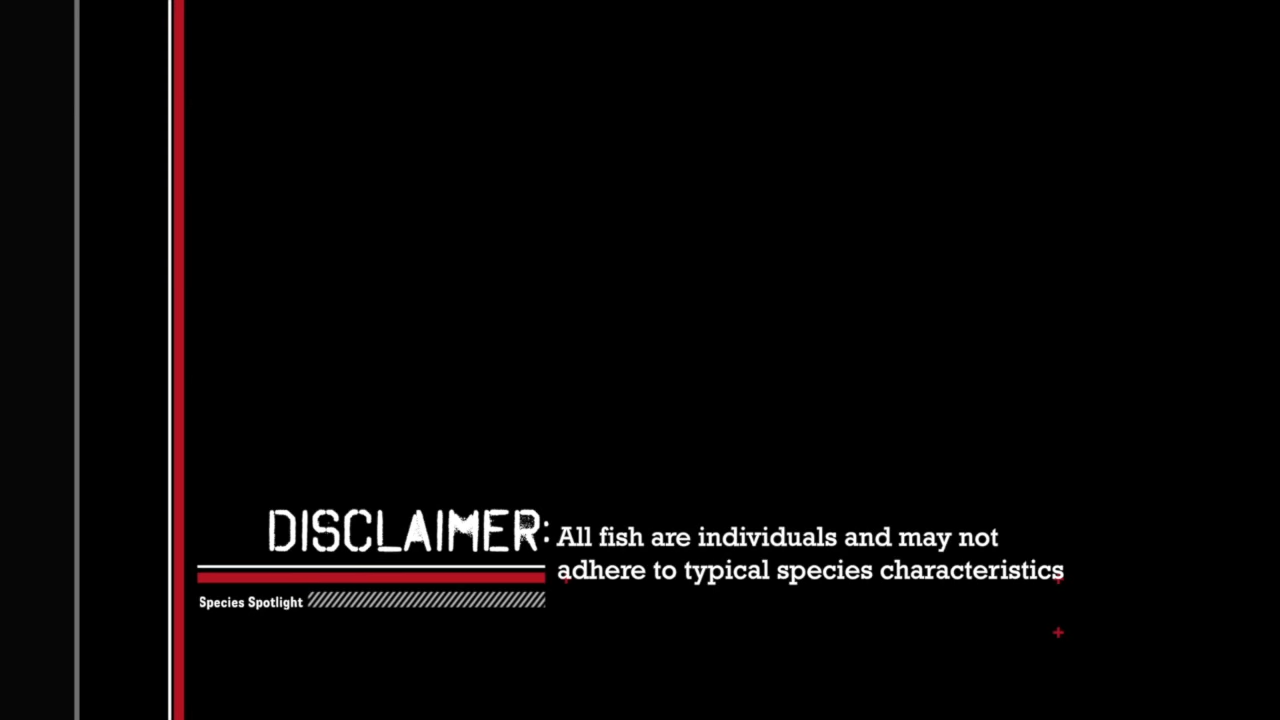 DISCLAIMER:
All fish are individuals and may not
adhere to typical species characteristics
Species Spotlight